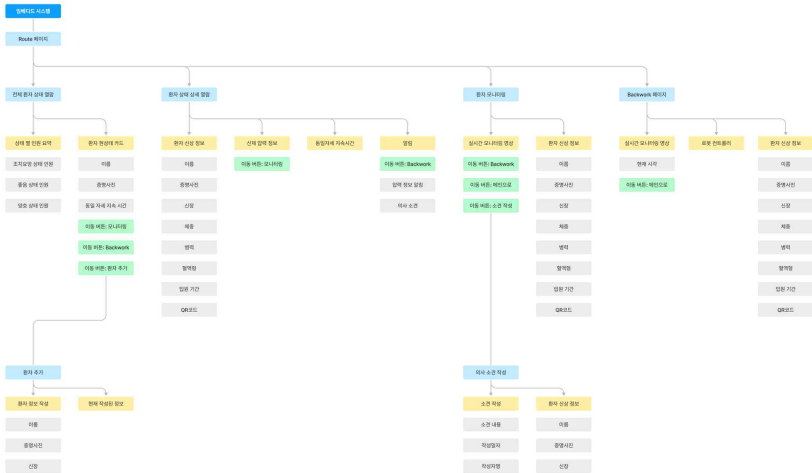 임베디드 시스템
Route 페이지
전체 환자 상태 열람
환자 상태 상세 열람
환자 모니터링
Backwork 페이지
상태 별 인원 요약
환자 현상태 카드
환자 신상 정보
신체 압력 정보
동일자세 지속시간
알림
실시간 모니터링 영상
환자 신상 정보
실시간 모니터링 영상
로봇 컨트롤러
환자 신상 정보
조치요망 상태 인원
이름
이름
이동 버튼: 모니터링
이동 버튼: Backwork
이동 버튼: Backwork
이름
현재 시각
이름
좋음 상태 인원
증명사진
증명사진
압력 정보 알림
이동 버튼: 메인으로
증명사진
이동 버튼: 메인으로
증명사진
양호 상태 인원
동일 자세 지속 시간
신장
의사 소견
이동 버튼: 소견 작성
신장
신장
이동 버튼: 모니터링
체중
체중
체중
이동 버튼: Backwork
병력
병력
병력
이동 버튼: 환자 추가
혈액형
혈액형
혈액형
입원 기간
입원 기간
입원 기간
QR코드
QR코드
QR코드
환자 추가
의사 소견 작성
환자 정보 작성
현재 작성된 정보
소견 작성
환자 신상 정보
이름
소견 내용
이름
증명사진
작성일자
증명사진
신장
작성자명
신장